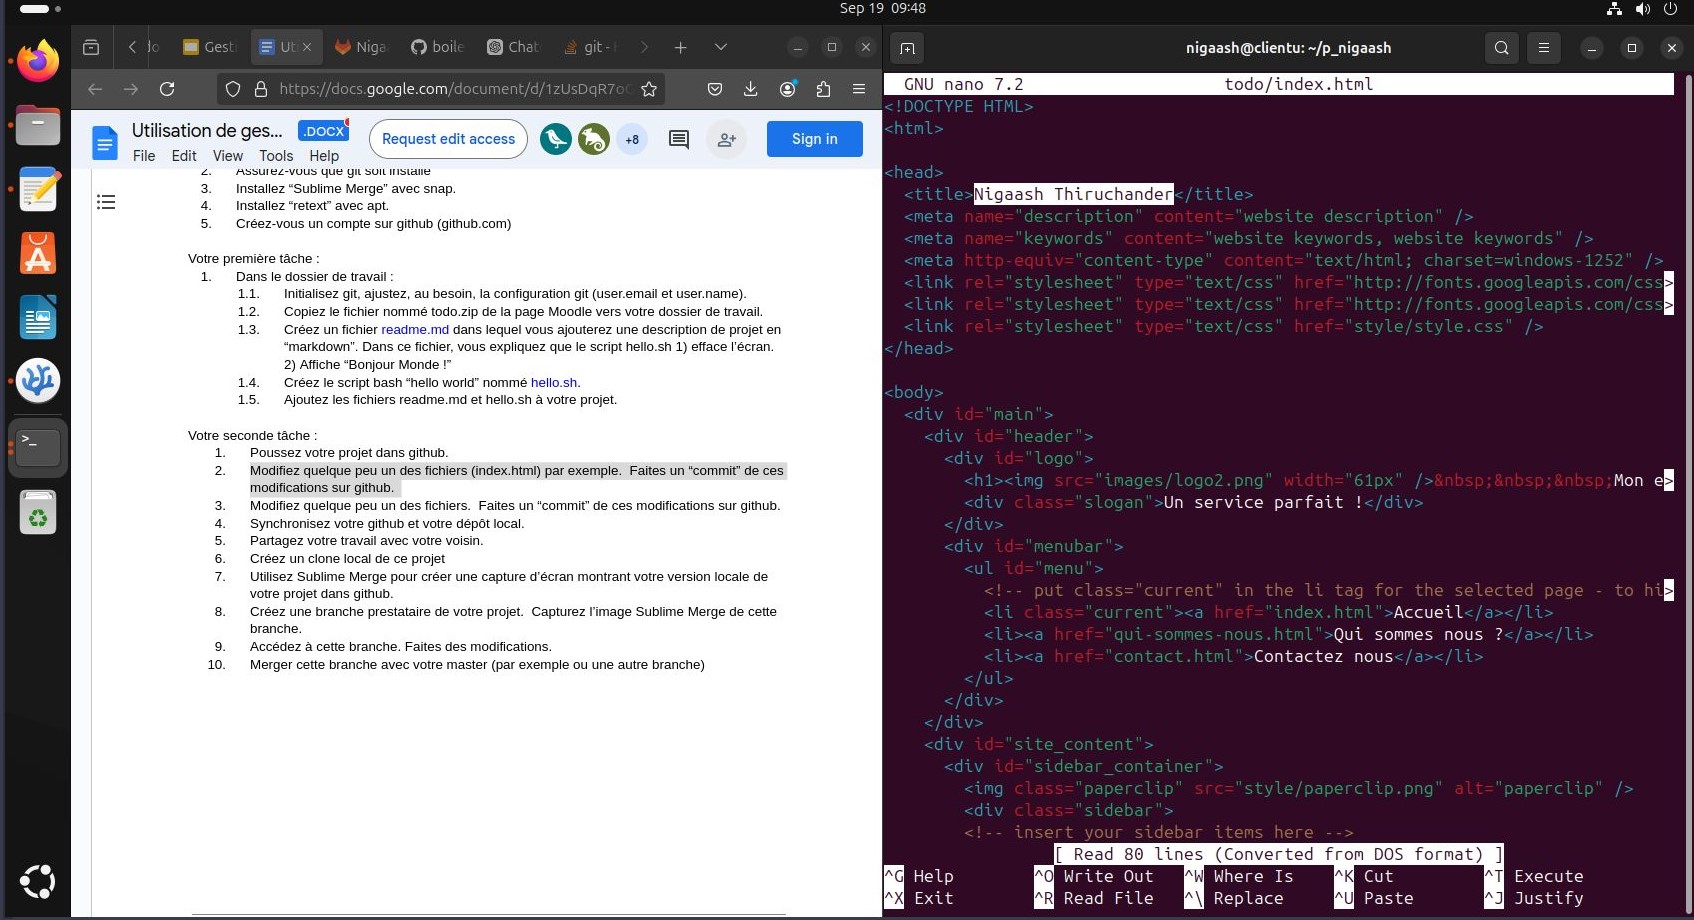 Sep 19 09:48
Gest
Ut
Niga
boile
Chat
git -
https://docs.google.com/document/d/1zUsDqR7oC
Utilisation de ges...
.DOCX
File Edit View Tools Help
Request edit access
+8
Sign in
2. Assurez-vous que git soit installé
3. Installez “Sublime Merge” avec snap.
4. Installez “retext” avec apt.
5. Créez-vous un compte sur github (github.com)
Votre première tâche :
1. Dans le dossier de travail :
1.1. Initialisez git, ajustez, au besoin, la configuration git (user.email et user.name).
1.2. Copiez le fichier nommé todo.zip de la page Moodle vers votre dossier de travail.
1.3. Créez un fichier readme.md dans lequel vous ajouterez une description de projet en
“markdown”. Dans ce fichier, vous expliquez que le script hello.sh 1) efface l’écran.
2) Affiche “Bonjour Monde !”
1.4. Créez le script bash “hello world” nommé hello.sh.
1.5. Ajoutez les fichiers readme.md et hello.sh à votre projet.
Votre seconde tâche :
1. Poussez votre projet dans github.
2. Modifiez quelque peu un des fichiers (index.html) par exemple. Faites un “commit” de ces
modifications sur github.
3. Modifiez quelque peu un des fichiers. Faites un “commit” de ces modifications sur github.
4. Synchronisez votre github et votre dépôt local.
5. Partagez votre travail avec votre voisin.
6. Créez un clone local de ce projet
7. Utilisez Sublime Merge pour créer une capture d’écran montrant votre version locale de
votre projet dans github.
8. Créez une branche prestataire de votre projet. Capturez l’image Sublime Merge de cette
branche.
9. Accédez à cette branche. Faites des modifications.
10. Merger cette branche avec votre master (par exemple ou une autre branche)
nigaash@clientu: ~/p_nigaash
GNU nano 7.2 todo/index.html
<!DOCTYPE HTML>
<html>
<head>
<title>Nigaash Thiruchander</title>
<meta name="description" content="website description" />
<meta name="keywords" content="website keywords, website keywords" />
<meta http-equiv="content-type" content="text/html; charset=windows-1252" />
<link rel="stylesheet" type="text/css" href="http://fonts.googleapis.com/css>
<link rel="stylesheet" type="text/css" href="http://fonts.googleapis.com/css>
<link rel="stylesheet" type="text/css" href="style/style.css" />
</head>
<body>
<div id="main">
<div id="header">
<div id="logo">
<h1><img src="images/logo2.png" width="61px" />&nbsp;&nbsp;&nbsp;Mon e>
<div class="slogan">Un service parfait !</div>
</div>
<div id="menubar">
<ul id="menu">
<!-- put class="current" in the li tag for the selected page - to hi>
<li class="current"><a href="index.html">Accueil</a></li>
<li><a href="qui-sommes-nous.html">Qui sommes nous ?</a></li>
<li><a href="contact.html">Contactez nous</a></li>
</ul>
</div>
</div>
<div id="site_content">
<div id="sidebar_container">
<img class="paperclip" src="style/paperclip.png" alt="paperclip" />
<div class="sidebar">
<!-- insert your sidebar items here -->
[ Read 80 lines (Converted from DOS format) ]
^G Help ^O Write Out ^W Where Is ^K Cut ^T Execute
^X Exit ^R Read File ^\ Replace ^U Paste ^J Justify